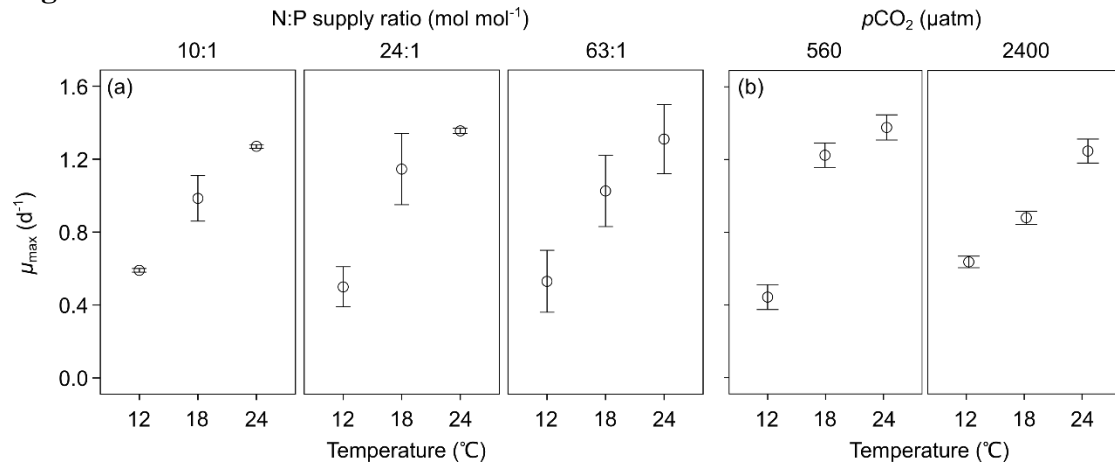 N:P supply ratio (mol mol⁻¹)
pCO₂ (µatm)
10:1 24:1 63:1 560 2400
(a) (b)
1.6
1.2
0.8
0.4
0.0
µmax (d⁻¹)
12 18 24 12 18 24 12 18 24 12 18 24 12 18 24
Temperature (℃) Temperature (℃)